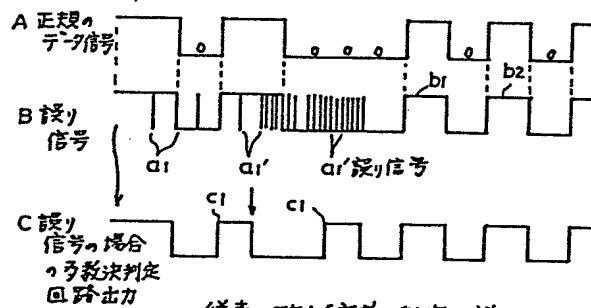 A 正規の
データ信号
o
o o o
o
o
b1
b2
B 誤り
信号
a1
a1'
a1'誤り信号
C 誤り
信号の場合
の多数決判定
回路出力
c1
c1